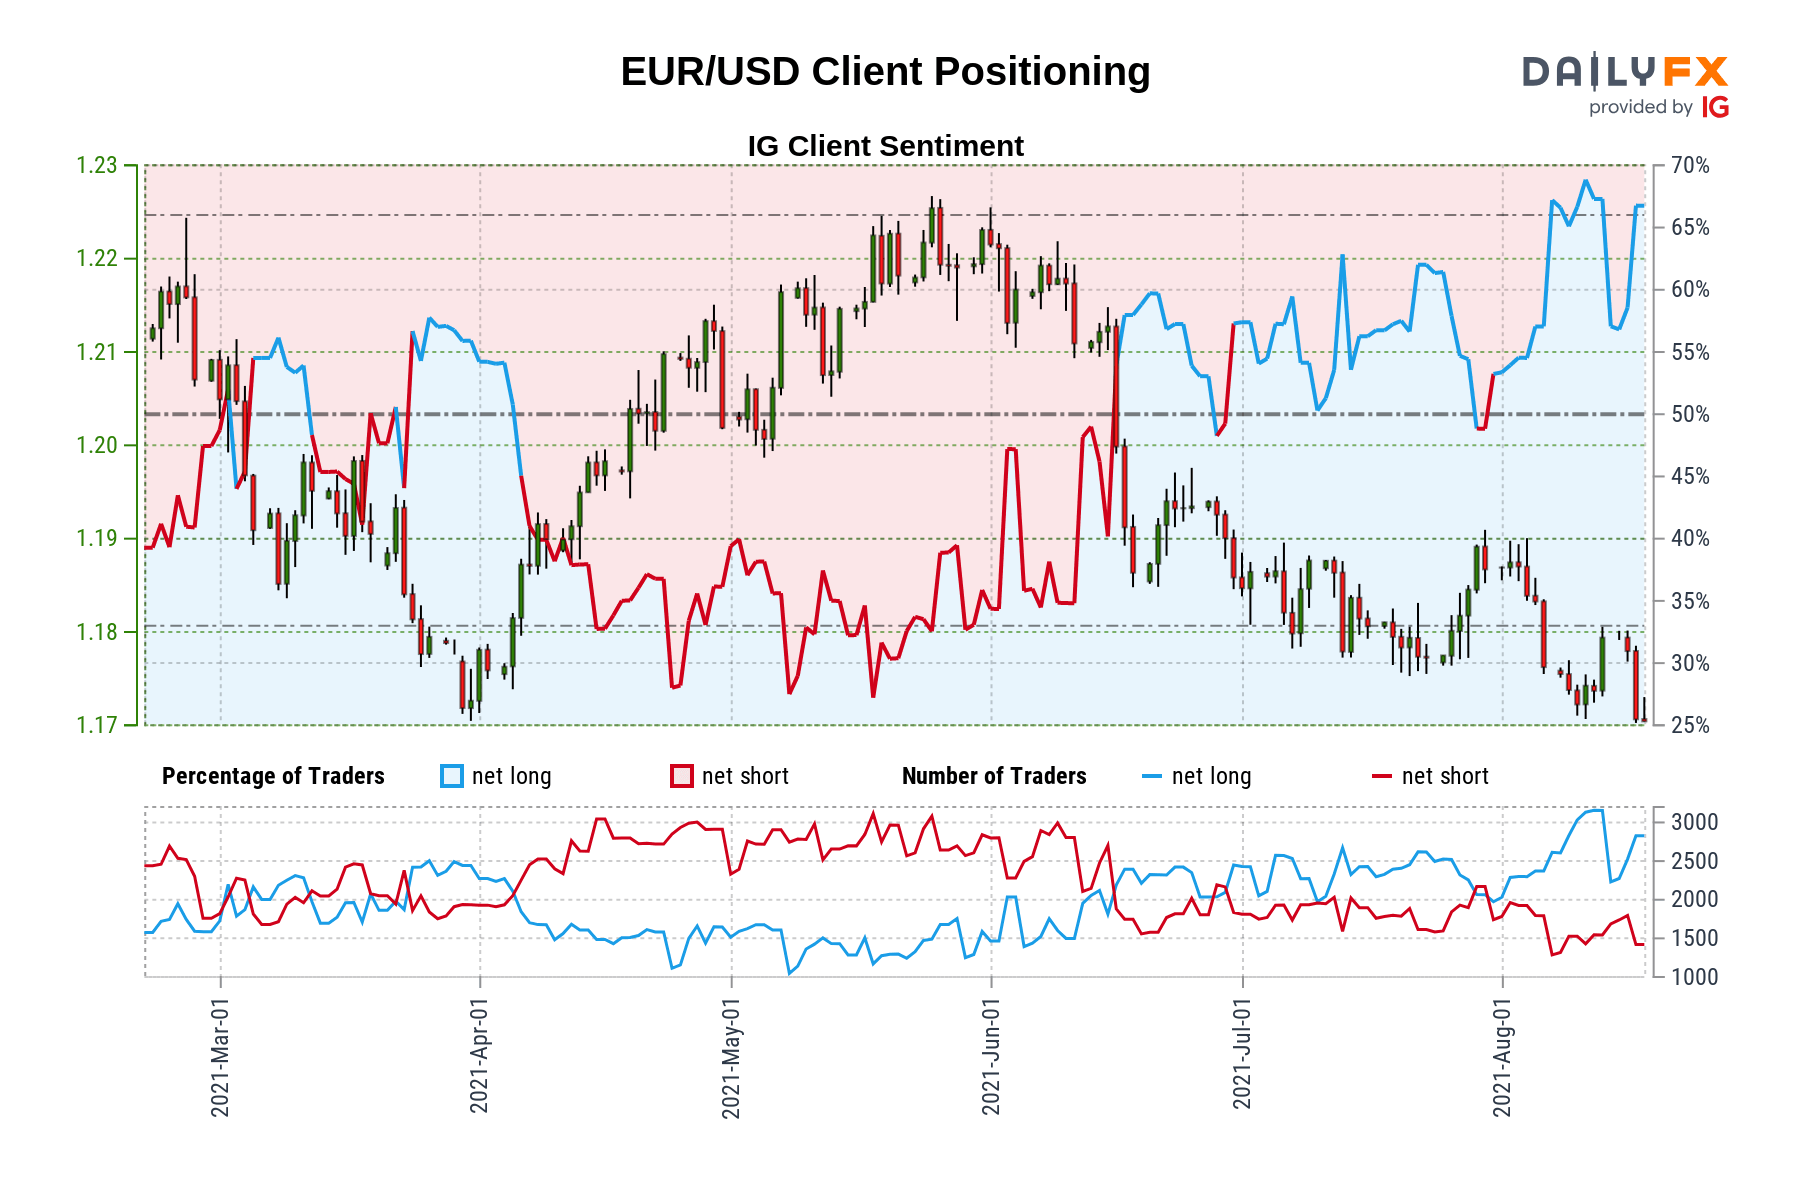 EUR/USD Client Positioning
DAILYFX
provided by IG
IG Client Sentiment
1.23
1.22
1.21
1.20
1.19
1.18
1.17
70%
65%
60%
55%
50%
45%
40%
35%
30%
25%
Percentage of Traders net long net short Number of Traders net long net short
3000
2500
2000
1500
1000
2021-Mar-01
2021-Apr-01
2021-May-01
2021-Jun-01
2021-Jul-01
2021-Aug-01